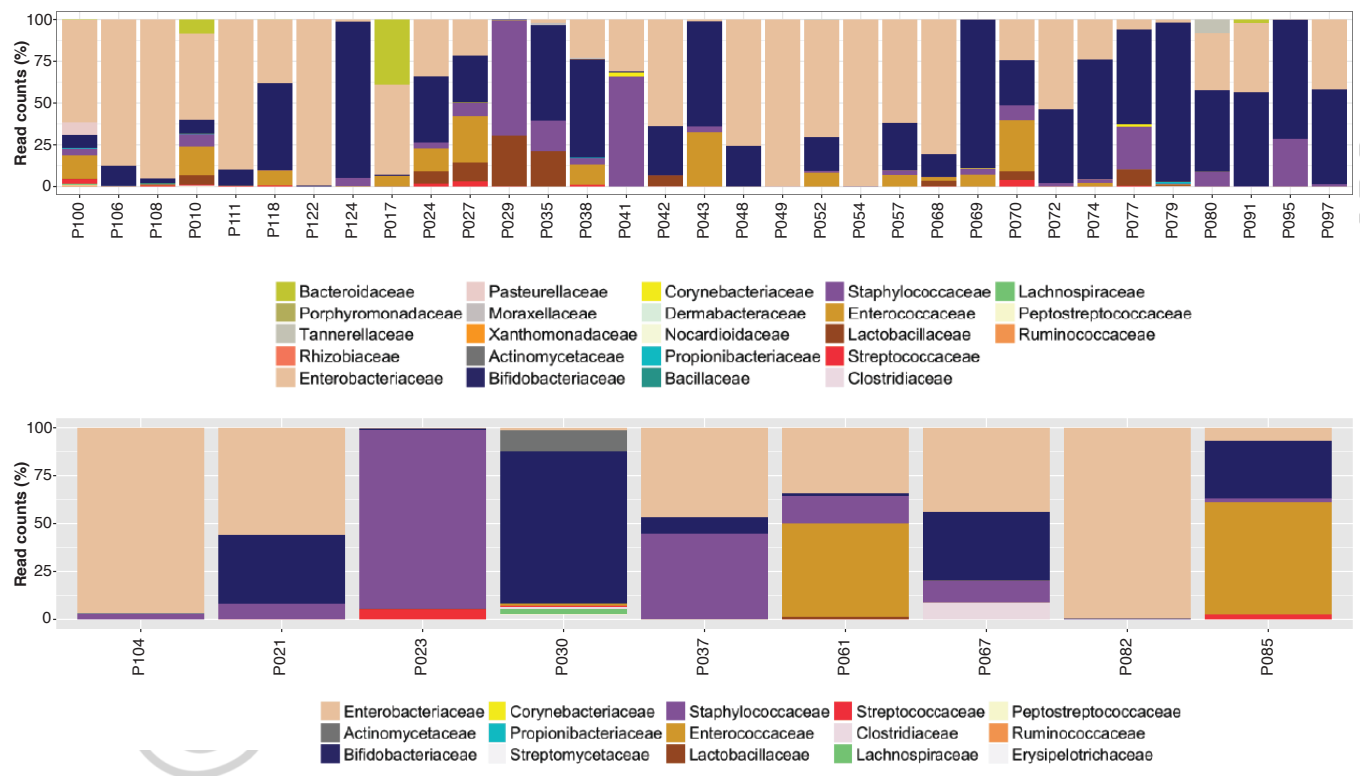 Read counts (%)
100
75
50
25
0
P100 P106 P108 P010 P111 P118 P122 P124 P017 P024 P027 P029 P035 P038 P041 P042 P043 P048 P049 P052 P054 P057 P068 P069 P070 P072 P074 P077 P079 P080 P091 P095 P097
Bacteroidaceae Pasteurellaceae Corynebacteriaceae Staphylococcaceae Lachnospiraceae
Porphyromonadaceae Moraxellaceae Dermabacteraceae Enterococcaceae Peptostreptococcaceae
Tannerellaceae Xanthomonadaceae Nocardioidaceae Lactobacillaceae Ruminococcaceae
Rhizobiaceae Actinomycetaceae Propionibacteriaceae Streptococcaceae
Enterobacteriaceae Bifidobacteriaceae Bacillaceae Clostridiaceae
Read counts (%)
100
75
50
25
0
P104 P021 P023 P030 P037 P061 P067 P082 P085
Enterobacteriaceae Corynebacteriaceae Staphylococcaceae Streptococcaceae Peptostreptococcaceae
Actinomycetaceae Propionibacteriaceae Enterococcaceae Clostridiaceae Ruminococcaceae
Bifidobacteriaceae Streptomycetaceae Lactobacillaceae Lachnospiraceae Erysipelotrichaceae